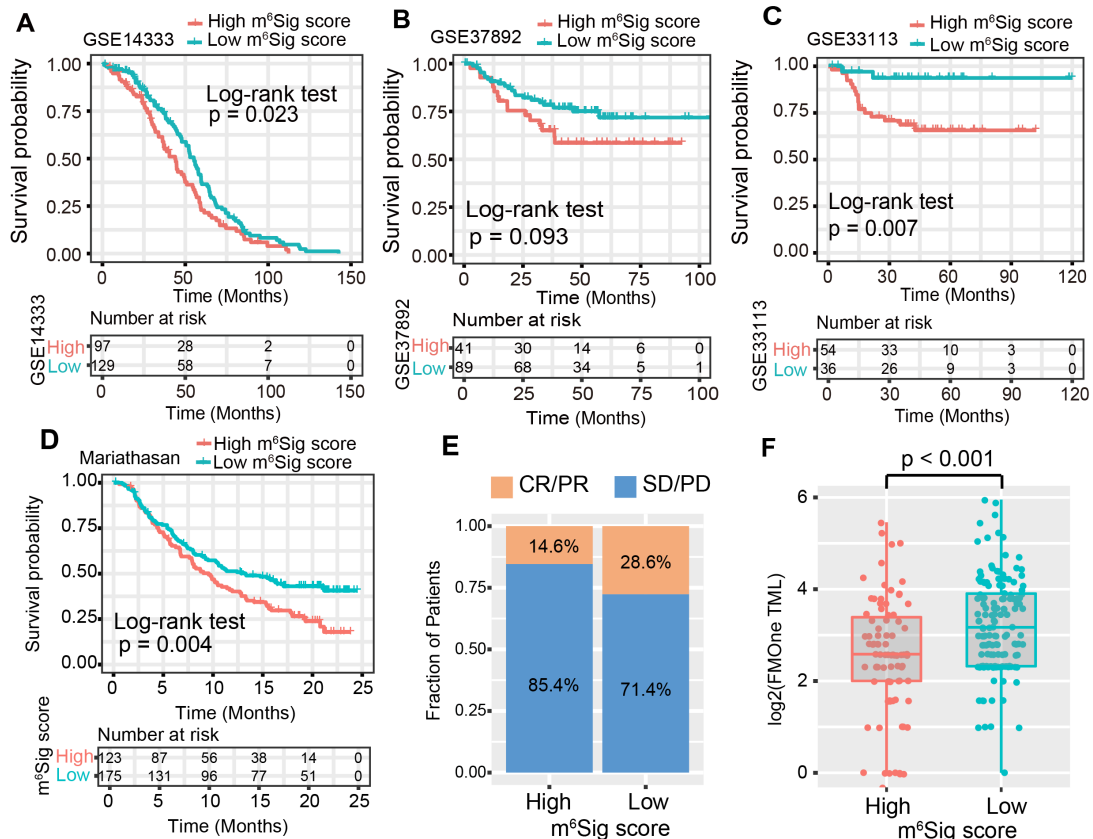 A
GSE14333
High m⁶Sig score
Low m⁶Sig score
Survival probability
1.00
0.75
0.50
0.25
0.00
Log-rank test
p = 0.023
0 50 100 150
Time (Months)
Number at risk
GSE14333
High 97 28 2 0
Low 129 58 7 0
0 50 100 150
Time (Months)
B
GSE37892
High m⁶Sig score
Low m⁶Sig score
Survival probability
1.00
0.75
0.50
0.25
0.00
Log-rank test
p = 0.093
0 25 50 75 100
Time (Months)
Number at risk
GSE37892
High 41 30 14 6 0
Low 89 68 34 5 1
0 25 50 75 100
Time (Months)
C
GSE33113
High m⁶Sig score
Low m⁶Sig score
Survival probability
1.00
0.75
0.50
0.25
0.00
Log-rank test
p = 0.007
0 30 60 90 120
Time (Months)
Number at risk
GSE33113
High 54 33 10 3 0
Low 36 26 9 3 0
0 30 60 90 120
Time (Months)
D
Mariathasan
High m⁶Sig score
Low m⁶Sig score
Survival probability
1.00
0.75
0.50
0.25
0.00
Log-rank test
p = 0.004
0 5 10 15 20 25
Time (Months)
Number at risk
m⁶Sig score
High 123 87 56 38 14 0
Low 175 131 96 77 51 0
0 5 10 15 20 25
Time (Months)
E
CR/PR SD/PD
Fraction of Patients
1.00
0.75
0.50
0.25
0.00
14.6% 28.6%
85.4% 71.4%
High Low
m⁶Sig score
F
p < 0.001
log2(FMOne TML)
6
4
2
0
High Low
m⁶Sig score